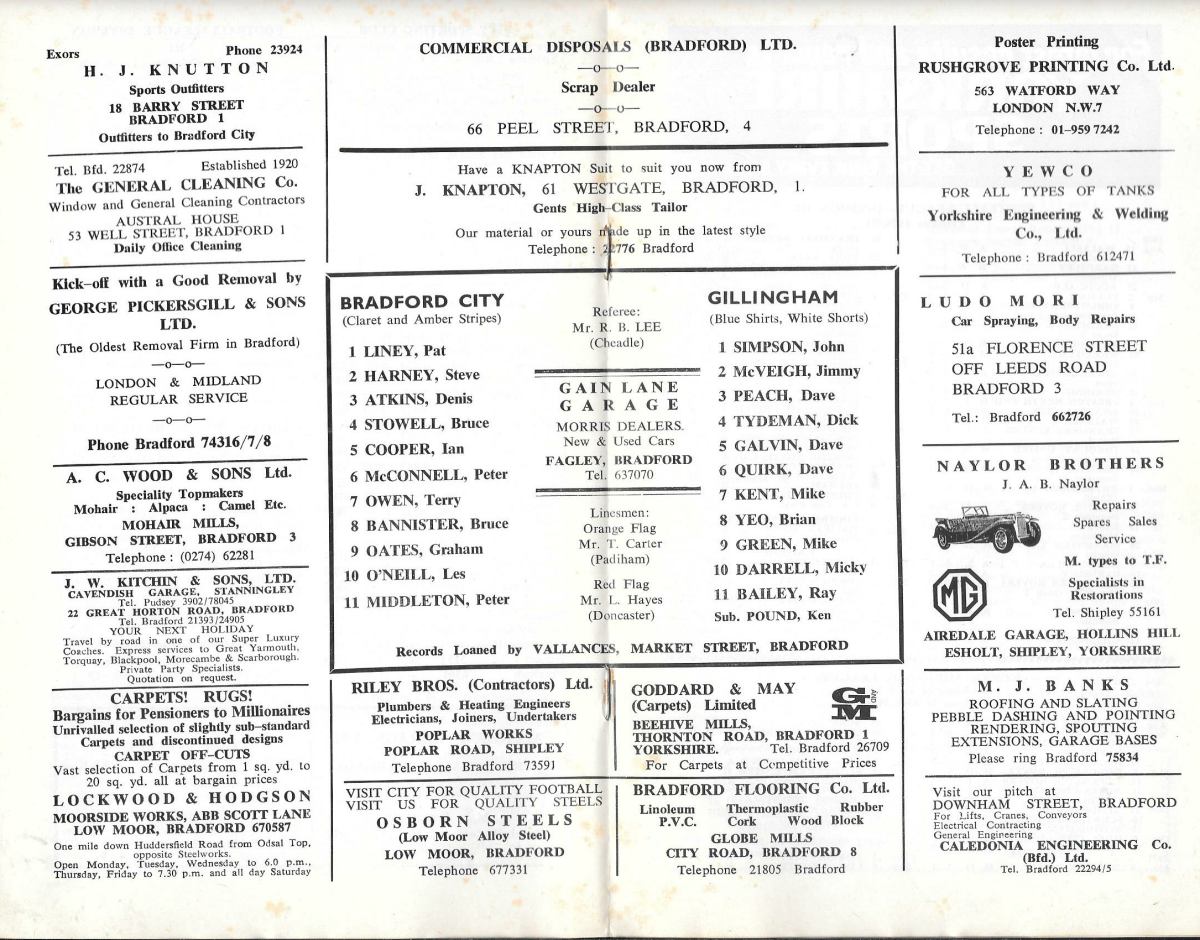 Exors Phone 23924
H. J. KNUTTON
Sports Outfitters
18 BARRY STREET
BRADFORD 1
Outfitters to Bradford City
Tel. Bfd. 22874 Established 1920
The GENERAL CLEANING Co.
Window and General Cleaning Contractors
AUSTRAL HOUSE
53 WELL STREET, BRADFORD 1
Daily Office Cleaning
Kick-off with a Good Removal by
GEORGE PICKERSGILL & SONS
LTD.
(The Oldest Removal Firm in Bradford)
—o—o—
LONDON & MIDLAND
REGULAR SERVICE
—o—o—
Phone Bradford 74316/7/8
A. C. WOOD & SONS Ltd.
Speciality Topmakers
Mohair : Alpaca : Camel Etc.
MOHAIR MILLS,
GIBSON STREET, BRADFORD 3
Telephone : (0274) 62281
J. W. KITCHIN & SONS, LTD.
CAVENDISH GARAGE, STANNINGLEY
Tel. Pudsey 3902/78045
22 GREAT HORTON ROAD, BRADFORD
Tel. Bradford 21393/24905
YOUR NEXT HOLIDAY
Travel by road in one of our Super Luxury
Coaches. Express services to Great Yarmouth,
Torquay, Blackpool, Morecambe & Scarborough.
Private Party Specialists.
Quotation on request.
CARPETS! RUGS!
Bargains for Pensioners to Millionaires
Unrivalled selection of slightly sub-standard
Carpets and discontinued designs
CARPET OFF-CUTS
Vast selection of Carpets from 1 sq. yd. to
20 sq. yd. all at bargain prices
LOCKWOOD & HODGSON
MOORSIDE WORKS, ABB SCOTT LANE
LOW MOOR, BRADFORD 670587
One mile down Huddersfield Road from Odsal Top,
opposite Steelworks.
Open Monday, Tuesday, Wednesday to 6.0 p.m.,
Thursday, Friday to 7.30 p.m. and all day Saturday
COMMERCIAL DISPOSALS (BRADFORD) LTD.
—o—o—
Scrap Dealer
—o—o—
66 PEEL STREET, BRADFORD, 4
Have a KNAPTON Suit to suit you now from
J. KNAPTON, 61 WESTGATE, BRADFORD, 1.
Gents High-Class Tailor
Our material or yours made up in the latest style
Telephone : 22776 Bradford
BRADFORD CITY
(Claret and Amber Stripes)
1 LINEY, Pat
2 HARNEY, Steve
3 ATKINS, Denis
4 STOWELL, Bruce
5 COOPER, Ian
6 McCONNELL, Peter
7 OWEN, Terry
8 BANNISTER, Bruce
9 OATES, Graham
10 O'NEILL, Les
11 MIDDLETON, Peter
Referee:
Mr. R. B. LEE
(Cheadle)
GAIN LANE
GARAGE
MORRIS DEALERS.
New & Used Cars
FAGLEY, BRADFORD
Tel. 637070
Linesmen:
Orange Flag
Mr. T. Carter
(Padiham)
Red Flag
Mr. L. Hayes
(Doncaster)
GILLINGHAM
(Blue Shirts, White Shorts)
1 SIMPSON, John
2 McVEIGH, Jimmy
3 PEACH, Dave
4 TYDEMAN, Dick
5 GALVIN, Dave
6 QUIRK, Dave
7 KENT, Mike
8 YEO, Brian
9 GREEN, Mike
10 DARRELL, Micky
11 BAILEY, Ray
Sub. POUND, Ken
Records Loaned by VALLANCES, MARKET STREET, BRADFORD
RILEY BROS. (Contractors) Ltd.
Plumbers & Heating Engineers
Electricians, Joiners, Undertakers
POPLAR WORKS
POPLAR ROAD, SHIPLEY
Telephone Bradford 73591
VISIT CITY FOR QUALITY FOOTBALL
VISIT US FOR QUALITY STEELS
OSBORN STEELS
(Low Moor Alloy Steel)
LOW MOOR, BRADFORD
Telephone 677331
GODDARD & MAY
(Carpets) Limited
G AND M
BEEHIVE MILLS,
THORNTON ROAD, BRADFORD 1
YORKSHIRE. Tel. Bradford 26709
For Carpets at Competitive Prices
BRADFORD FLOORING Co. Ltd.
Linoleum Thermoplastic Rubber
P.V.C. Cork Wood Block
GLOBE MILLS
CITY ROAD, BRADFORD 8
Telephone 21805 Bradford
Poster Printing
RUSHGROVE PRINTING Co. Ltd.
563 WATFORD WAY
LONDON N.W.7
Telephone : 01-959 7242
YEWCO
FOR ALL TYPES OF TANKS
Yorkshire Engineering & Welding
Co., Ltd.
Telephone : Bradford 612471
LUDO MORI
Car Spraying, Body Repairs
51a FLORENCE STREET
OFF LEEDS ROAD
BRADFORD 3
Tel.: Bradford 662726
NAYLOR BROTHERS
J. A. B. Naylor
Repairs
Spares Sales
Service
M. types to T.F.
MG
Specialists in
Restorations
Tel. Shipley 55161
AIREDALE GARAGE, HOLLINS HILL
ESHOLT, SHIPLEY, YORKSHIRE
M. J. BANKS
ROOFING AND SLATING
PEBBLE DASHING AND POINTING
RENDERING, SPOUTING
EXTENSIONS, GARAGE BASES
Please ring Bradford 75834
Visit our pitch at
DOWNHAM STREET, BRADFORD
For Lifts, Cranes, Conveyors
Electrical Contracting
General Engineering
CALEDONIA ENGINEERING Co.
(Bfd.) Ltd.
Tel. Bradford 22294/5